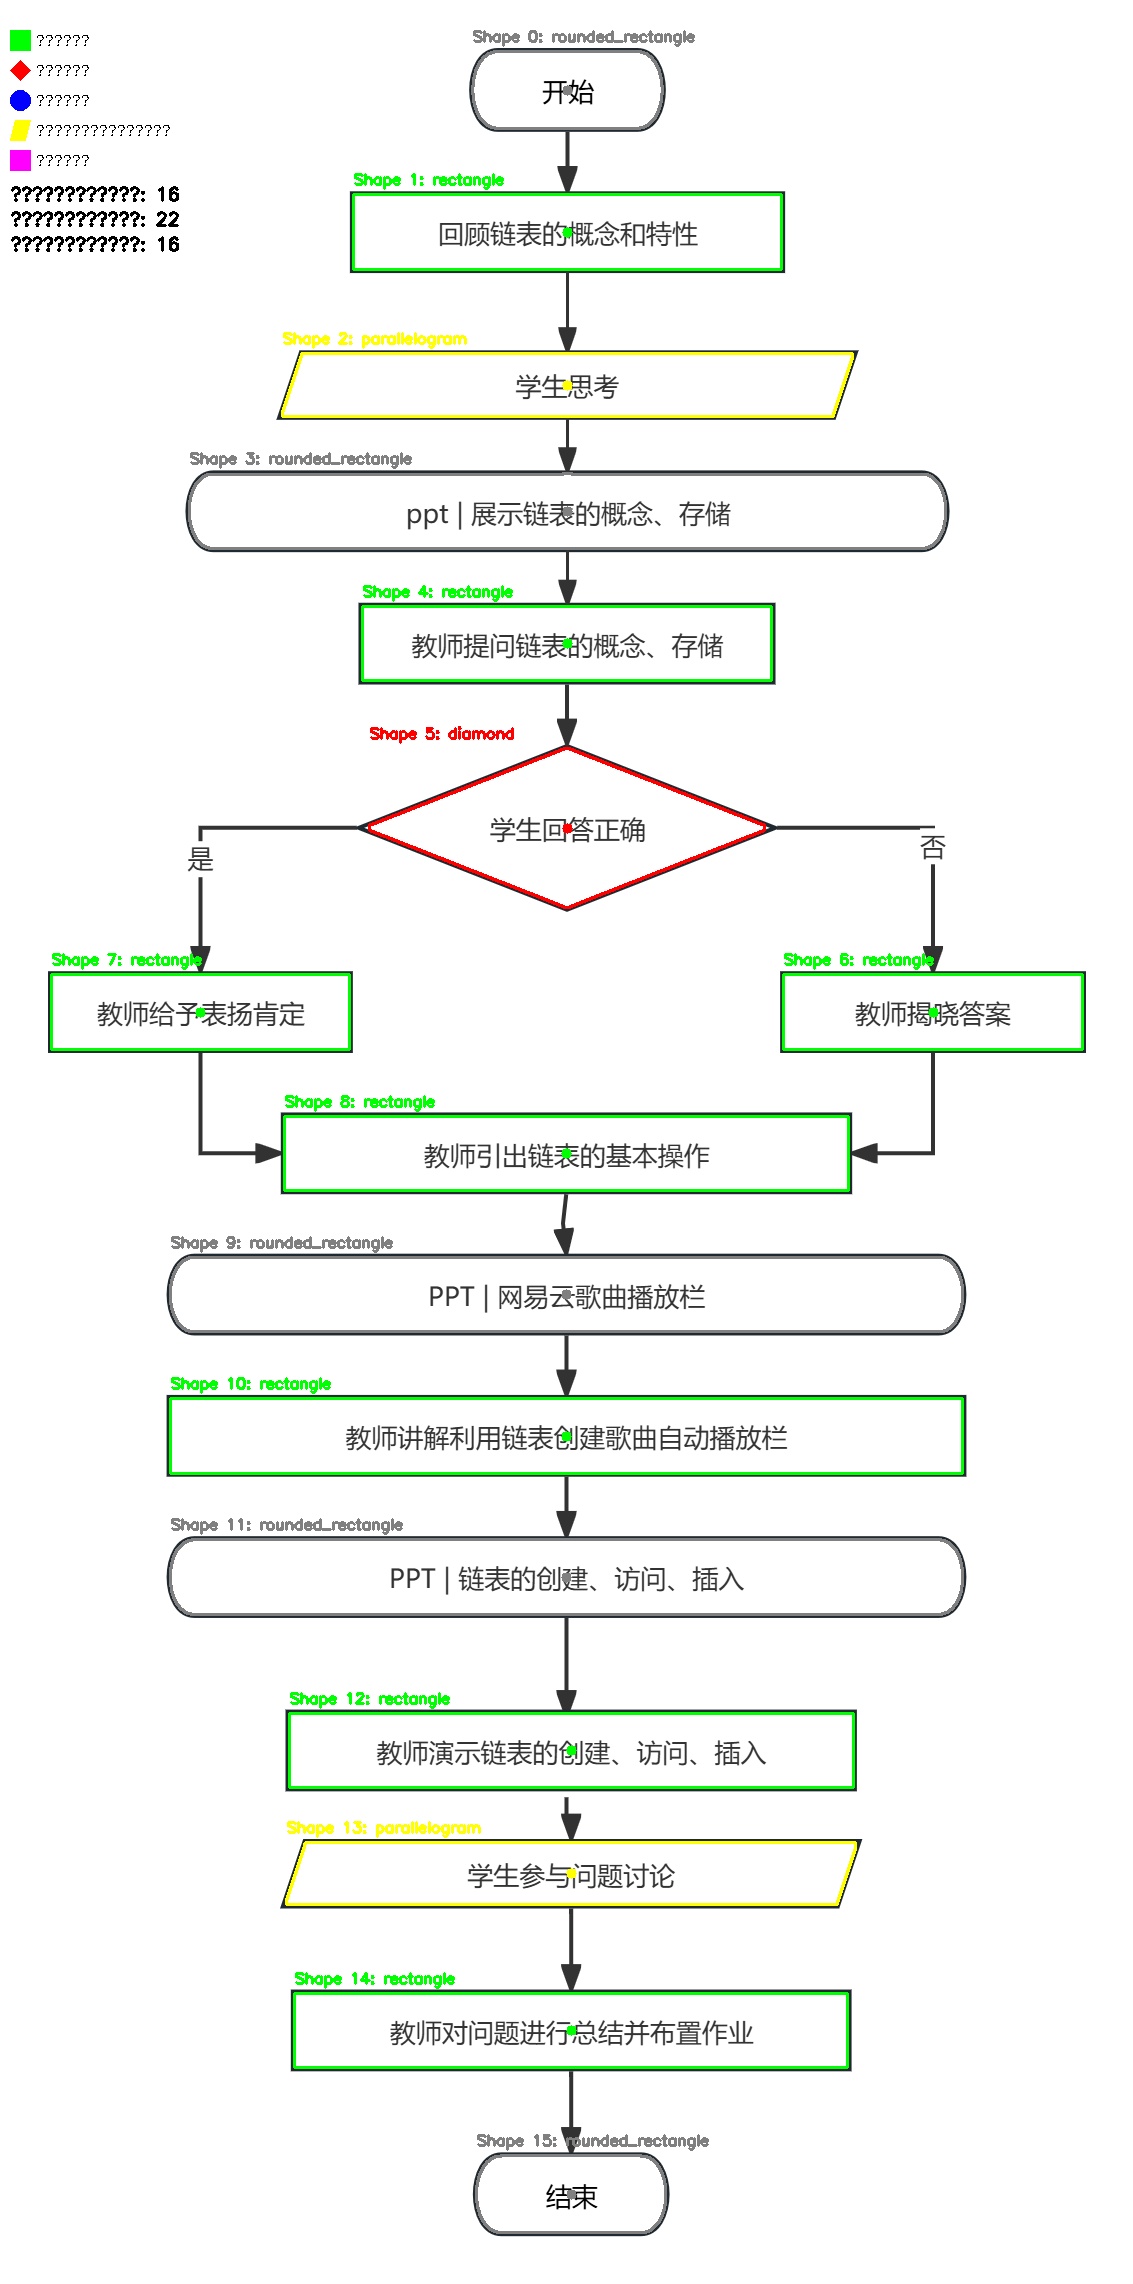 Shape 0: rounded_rectangle
??????
开始
??????
??????
???????????????
??????
Shape 1: rectangle
????????????: 16
????????????: 22
????????????: 16
回顾链表的概念和特性
Shape 2: parallelogram
学生思考
Shape 3: rounded_rectangle
ppt | 展示链表的概念、存储
Shape 4: rectangle
教师提问链表的概念、存储
Shape 5: diamond
学生回答正确
是
否
Shape 7: rectangle
Shape 6: rectangle
教师给予表扬肯定
教师揭晓答案
Shape 8: rectangle
教师引出链表的基本操作
Shape 9: rounded_rectangle
PPT | 网易云歌曲播放栏
Shape 10: rectangle
教师讲解利用链表创建歌曲自动播放栏
Shape 11: rounded_rectangle
PPT | 链表的创建、访问、插入
Shape 12: rectangle
教师演示链表的创建、访问、插入
Shape 13: parallelogram
学生参与问题讨论
Shape 14: rectangle
教师对问题进行总结并布置作业
Shape 15: rounded_rectangle
结束